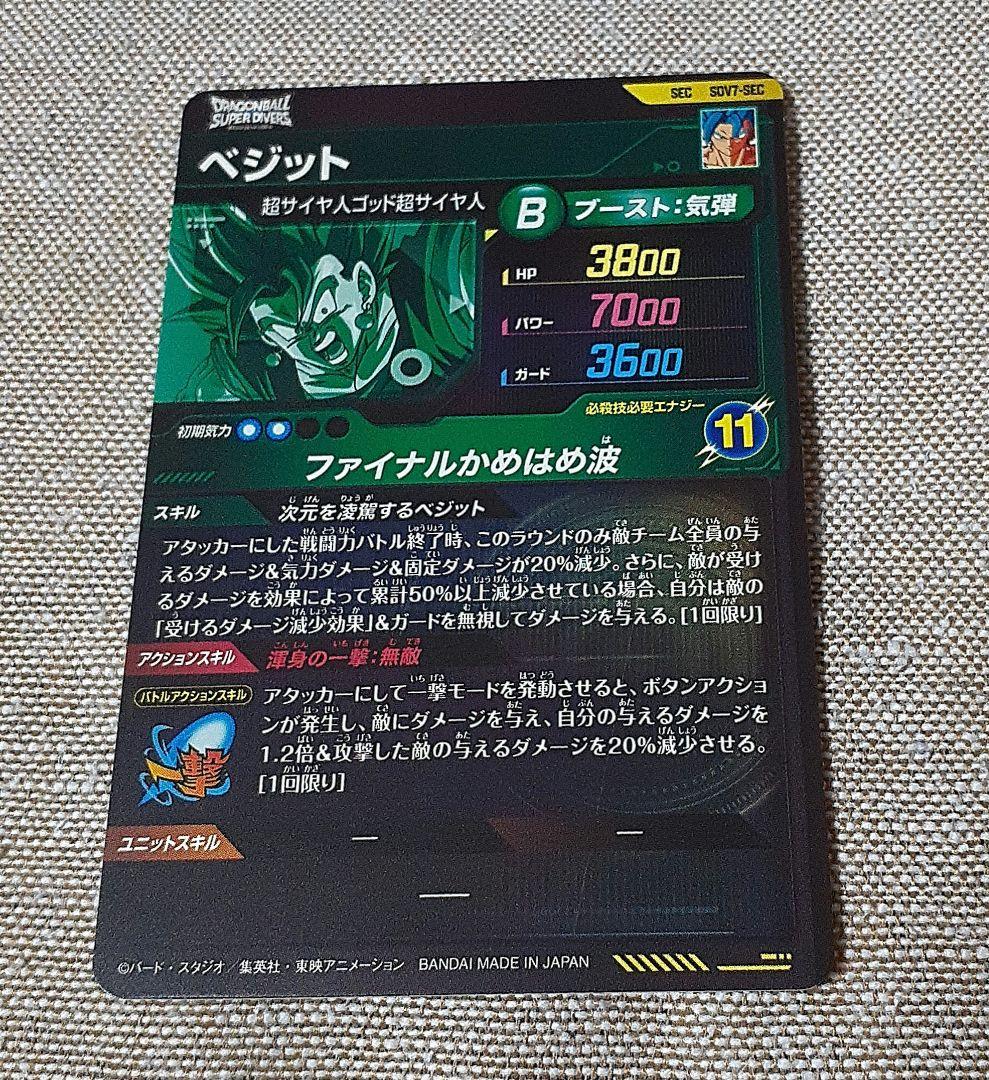 SEC SDV7-SEC
DRAGONBALL
SUPER DIVERS
ベジット
超サイヤ人ゴッド超サイヤ人
B ブースト:気弾
HP 3800
パワー 7000
ガード 3600
必殺技必要エナジー
11
初期気力
ファイナルかめはめ波
スキル 次元を凌駕するベジット
アタッカーにした戦闘力バトル終了時、このラウンドのみ敵チーム全員の与
えるダメージ&気力ダメージ&固定ダメージが20%減少。さらに、敵が受け
るダメージを効果によって累計50%以上減少させている場合、自分は敵の
「受けるダメージ減少効果」&ガードを無視してダメージを与える。[1回限り]
アクションスキル 渾身の一撃:無敵
バトルアクションスキル
アタッカーにして一撃モードを発動させると、ボタンアクショ
ンが発生し、敵にダメージを与え、自分の与えるダメージを
1.2倍&攻撃した敵の与えるダメージを20%減少させる。
[1回限り]
一撃
ユニットスキル — —
—
©バード・スタジオ/集英社・東映アニメーション BANDAI MADE IN JAPAN